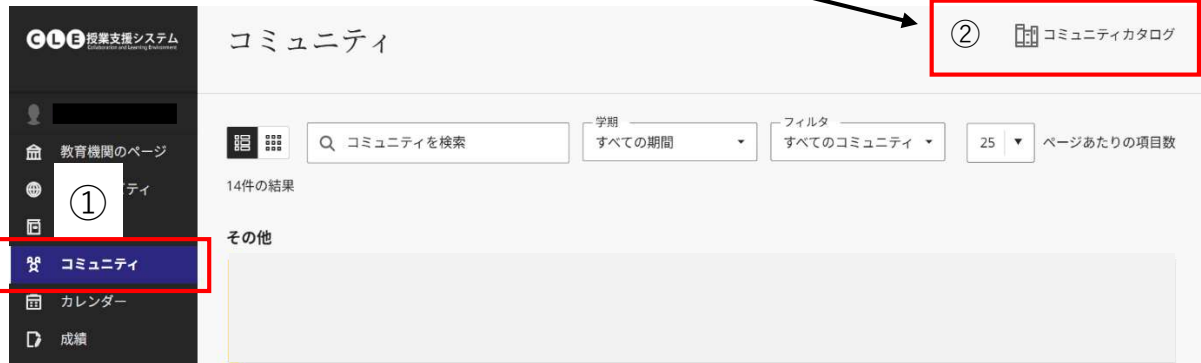 CLE授業支援システム
Collaboration and Learning Environment
コミュニティ
②
コミュニティカタログ
教育機関のページ
ティ
①
コミュニティ
カレンダー
成績
コミュニティを検索
学期
すべての期間
フィルタ
すべてのコミュニティ
25
ページあたりの項目数
14件の結果
その他